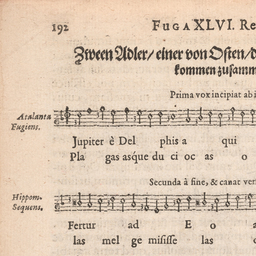 192 FUGA XLVI. Re
Zween Adler/ einer von Osten/
kommen zusamm
Prima vox incipiat ab
Atalanta
Fugiens.
Jupiter è Del phis a qui
Pla gas asque du ci oc as o
Secunda à fine, & canat ver
Hippom.
Sequens.
Fertur ad E o a
las mel ge misisse las